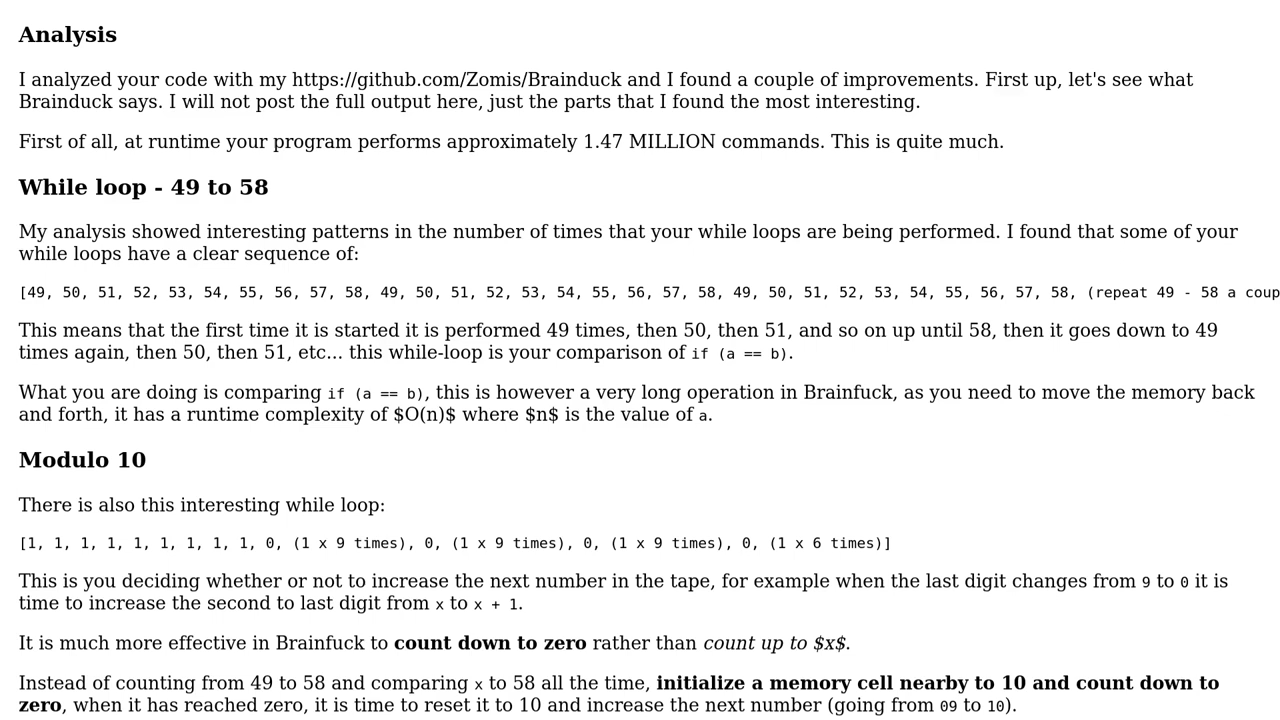 Analysis
I analyzed your code with my https://github.com/Zomis/Brainduck and I found a couple of improvements. First up, let's see what
Brainduck says. I will not post the full output here, just the parts that I found the most interesting.
First of all, at runtime your program performs approximately 1.47 MILLION commands. This is quite much.
While loop - 49 to 58
My analysis showed interesting patterns in the number of times that your while loops are being performed. I found that some of your
while loops have a clear sequence of:
[49, 50, 51, 52, 53, 54, 55, 56, 57, 58, 49, 50, 51, 52, 53, 54, 55, 56, 57, 58, 49, 50, 51, 52, 53, 54, 55, 56, 57, 58, (repeat 49 - 58 a coup
This means that the first time it is started it is performed 49 times, then 50, then 51, and so on up until 58, then it goes down to 49
times again, then 50, then 51, etc... this while-loop is your comparison of if (a == b).
What you are doing is comparing if (a == b), this is however a very long operation in Brainfuck, as you need to move the memory back
and forth, it has a runtime complexity of $O(n)$ where $n$ is the value of a.
Modulo 10
There is also this interesting while loop:
[1, 1, 1, 1, 1, 1, 1, 1, 1, 0, (1 x 9 times), 0, (1 x 9 times), 0, (1 x 9 times), 0, (1 x 6 times)]
This is you deciding whether or not to increase the next number in the tape, for example when the last digit changes from 9 to 0 it is
time to increase the second to last digit from x to x + 1.
It is much more effective in Brainfuck to count down to zero rather than count up to $x$.
Instead of counting from 49 to 58 and comparing x to 58 all the time, initialize a memory cell nearby to 10 and count down to
zero, when it has reached zero, it is time to reset it to 10 and increase the next number (going from 09 to 10).